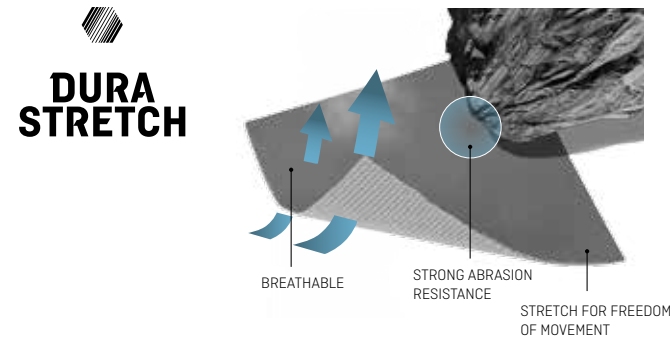 DURA
STRETCH
BREATHABLE
STRONG ABRASION
RESISTANCE
STRETCH FOR FREEDOM
OF MOVEMENT